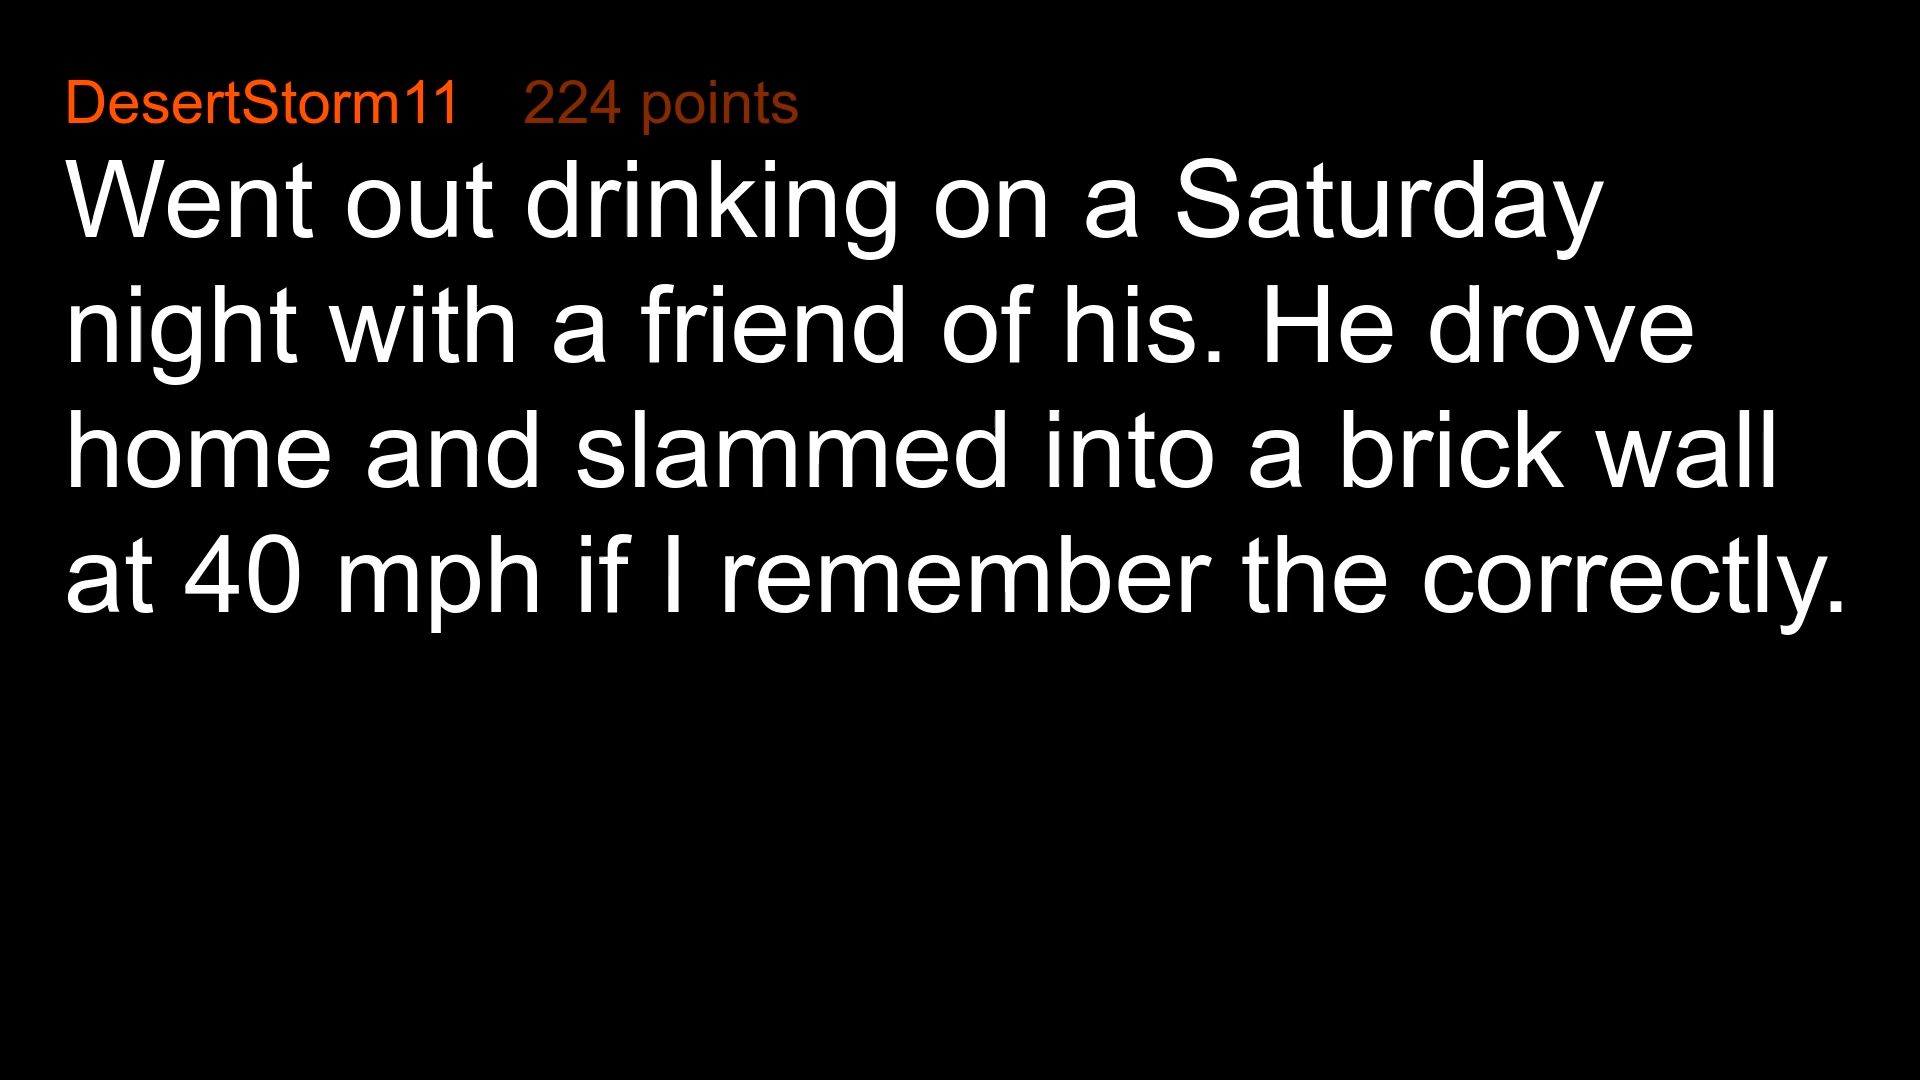 DesertStorm11 224 points
Went out drinking on a Saturday
night with a friend of his. He drove
home and slammed into a brick wall
at 40 mph if I remember the correctly.